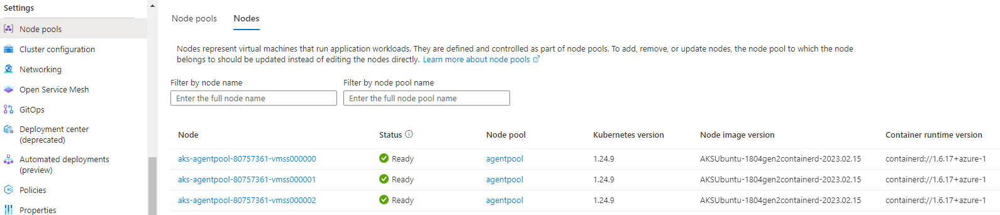 Settings
Node pools
Cluster configuration
Networking
Open Service Mesh
GitOps
Deployment center
(deprecated)
Automated deployments
(preview)
Policies
Properties
Node pools Nodes
Nodes represent virtual machines that run application workloads. They are defined and controlled as part of node pools. To add, remove, or update nodes, the node pool to which the node
belongs to should be updated instead of editing the nodes directly. Learn more about node pools
Filter by node name Filter by node pool name
Enter the full node name Enter the full node pool name
Node Status Node pool Kubernetes version Node image version Container runtime version
aks-agentpool-80757361-vmss000000 Ready agentpool 1.24.9 AKSUbuntu-1804gen2containerd-2023.02.15 containerd://1.6.17+azure-1
aks-agentpool-80757361-vmss000001 Ready agentpool 1.24.9 AKSUbuntu-1804gen2containerd-2023.02.15 containerd://1.6.17+azure-1
aks-agentpool-80757361-vmss000002 Ready agentpool 1.24.9 AKSUbuntu-1804gen2containerd-2023.02.15 containerd://1.6.17+azure-1